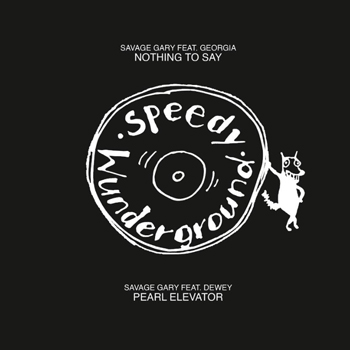 SAVAGE GARY FEAT. GEORGIA
NOTHING TO SAY
·Speedy·
Wunderground
SAVAGE GARY FEAT. DEWEY
PEARL ELEVATOR